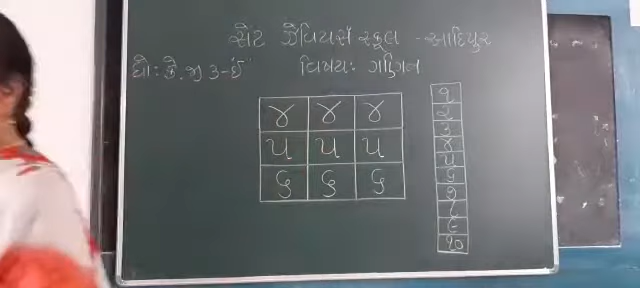 સેંટ ઝેવિયર્સ સ્કૂલ - આદિપુર
ધો: કે.જી ૩-ઈ વિષય: ગણિત
૪ ૪ ૪
૫ ૫ ૫
૬ ૬ ૬
૧
૨
૩
૪
૫
૬
૭
૮
૯
૧૦